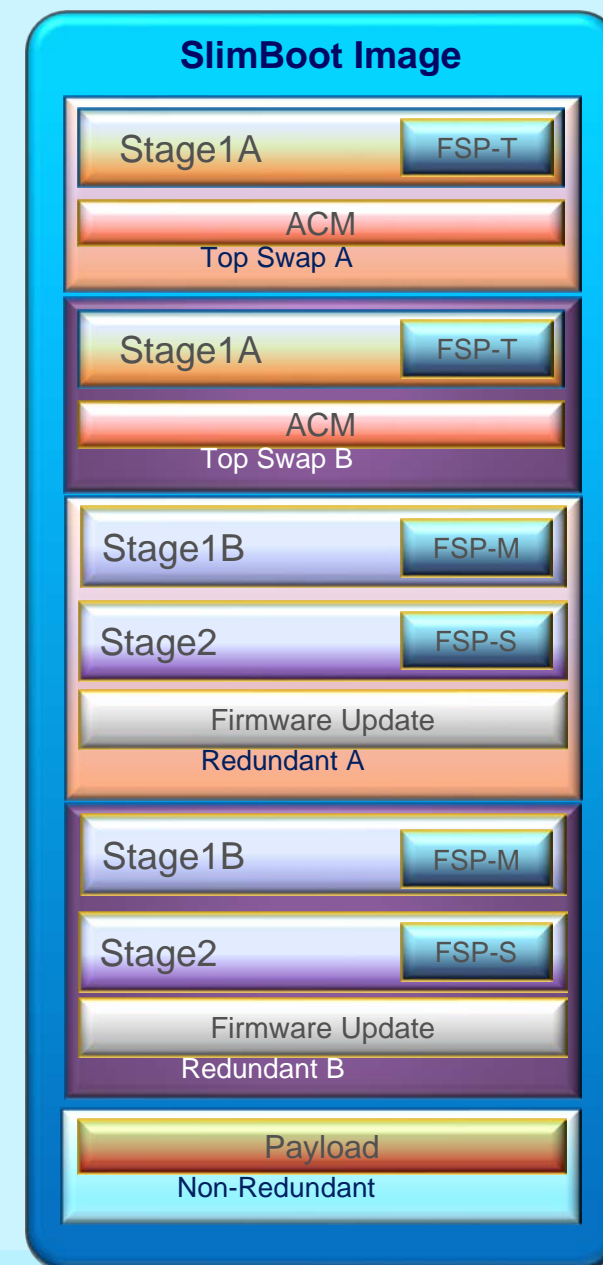 SlimBoot Image
Stage1A FSP-T
ACM
Top Swap A
Stage1A FSP-T
ACM
Top Swap B
Stage1B FSP-M
Stage2 FSP-S
Firmware Update
Redundant A
Stage1B FSP-M
Stage2 FSP-S
Firmware Update
Redundant B
Payload
Non-Redundant